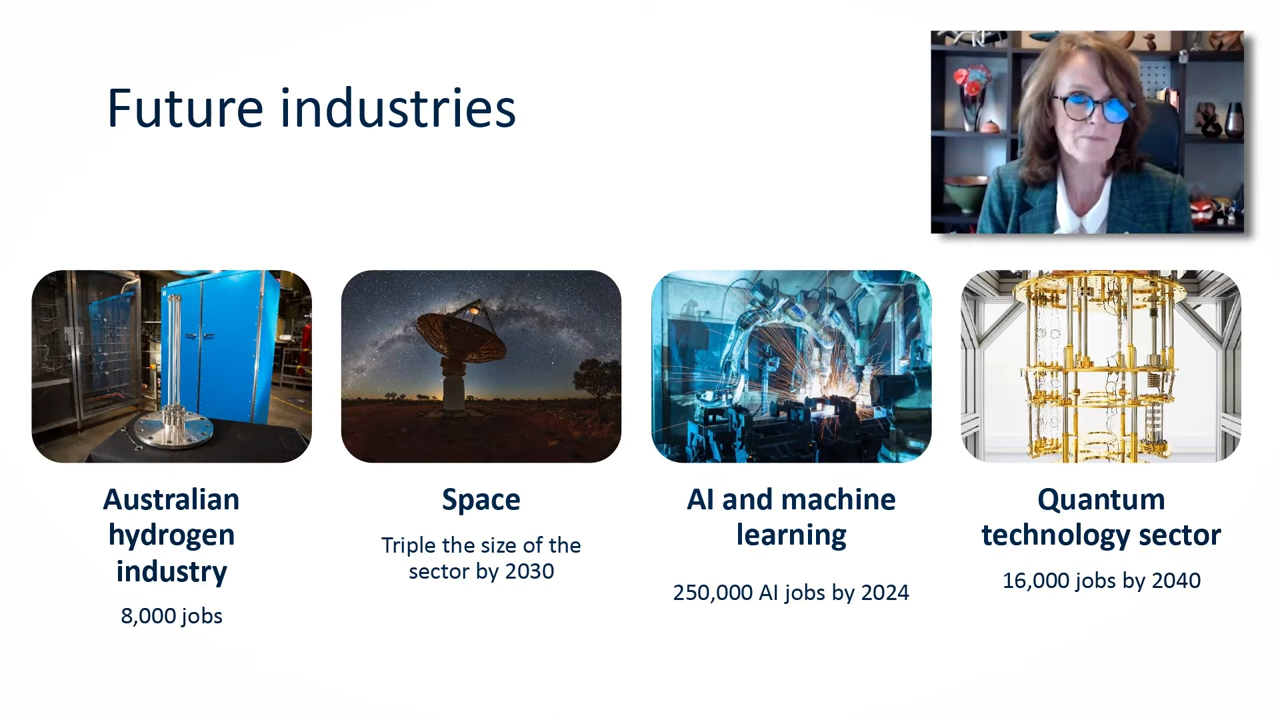 Future industries
Australian
hydrogen
industry
8,000 jobs
Space
Triple the size of the
sector by 2030
AI and machine
learning
250,000 AI jobs by 2024
Quantum
technology sector
16,000 jobs by 2040